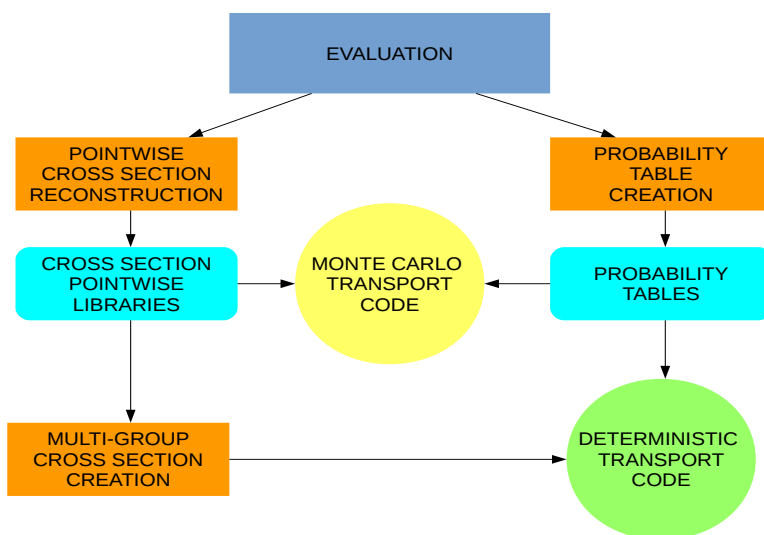 EVALUATION
POINTWISE
CROSS SECTION
RECONSTRUCTION
PROBABILITY
TABLE
CREATION
CROSS SECTION
POINTWISE
LIBRARIES
MONTE CARLO
TRANSPORT
CODE
PROBABILITY
TABLES
MULTI-GROUP
CROSS SECTION
CREATION
DETERMINISTIC
TRANSPORT
CODE